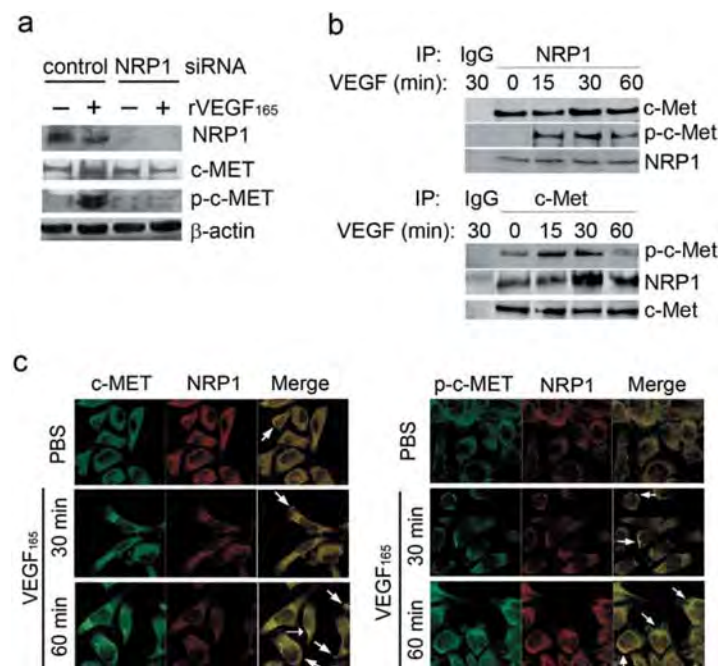 a
control NRP1 siRNA
– + – + rVEGF165
NRP1
c-MET
p-c-MET
β-actin
b
IP: IgG NRP1
VEGF (min): 30 0 15 30 60
c-Met
p-c-Met
NRP1
IP: IgG c-Met
VEGF (min): 30 0 15 30 60
p-c-Met
NRP1
c-Met
c
c-MET NRP1 Merge
PBS
VEGF165
30 min
60 min
p-c-MET NRP1 Merge
PBS
VEGF165
30 min
60 min